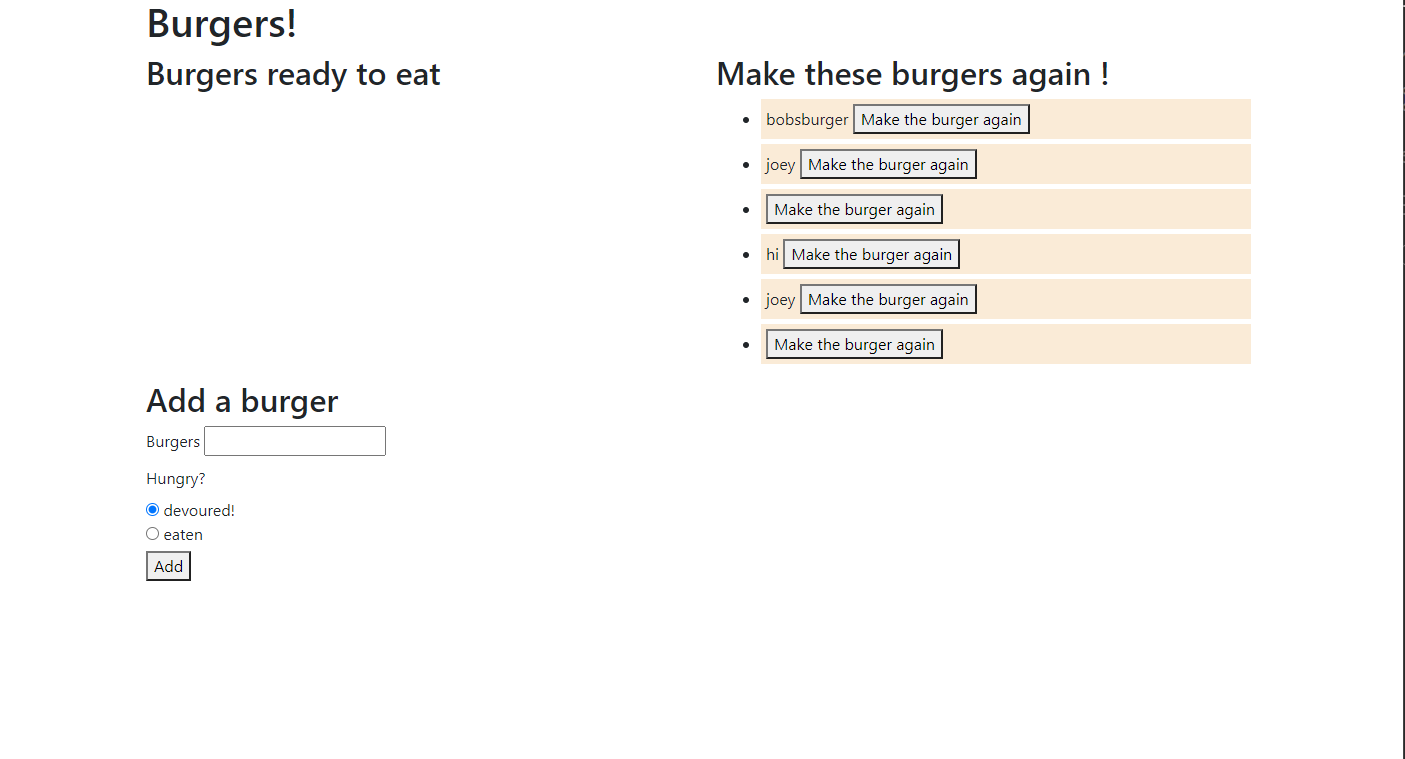 Burgers!
Burgers ready to eat
Make these burgers again !
bobsburger Make the burger again
joey Make the burger again
Make the burger again
hi Make the burger again
joey Make the burger again
Make the burger again
Add a burger
Burgers
Hungry?
devoured!
eaten
Add